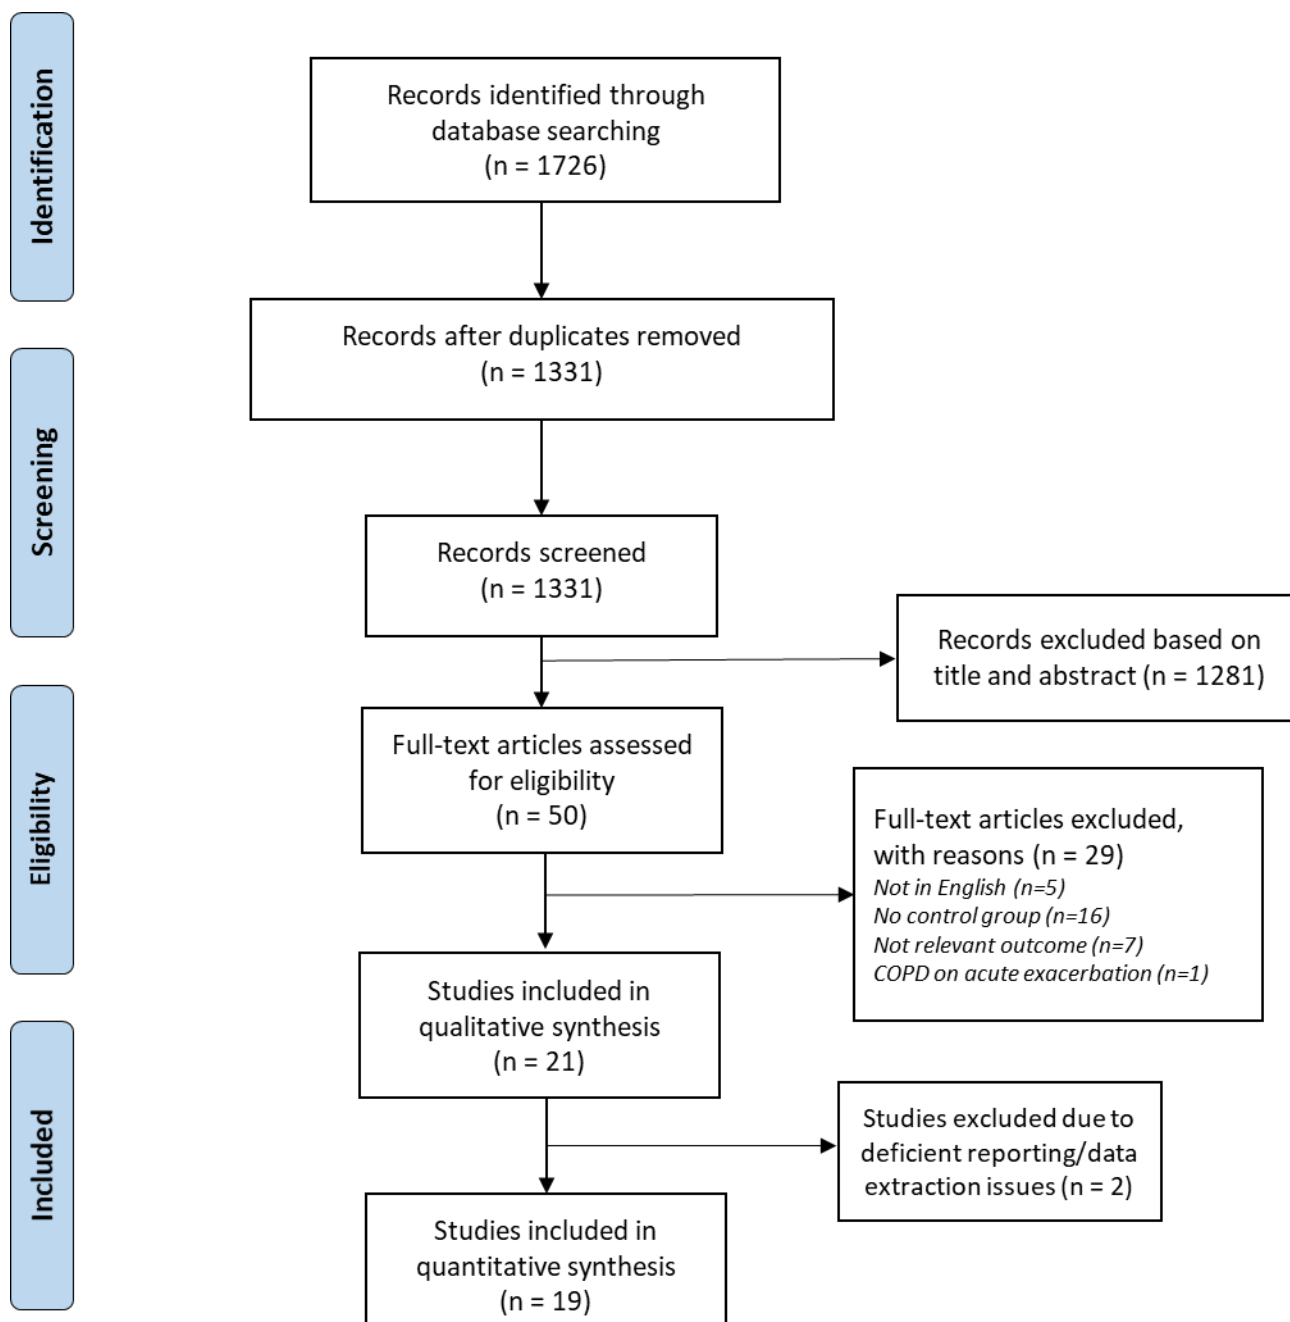 Identification
Records identified through
database searching
(n = 1726)
Records after duplicates removed
(n = 1331)
Screening
Records screened
(n = 1331)
Records excluded based on
title and abstract (n = 1281)
Eligibility
Full-text articles assessed
for eligibility
(n = 50)
Full-text articles excluded,
with reasons (n = 29)
Not in English (n=5)
No control group (n=16)
Not relevant outcome (n=7)
COPD on acute exacerbation (n=1)
Studies included in
qualitative synthesis
(n = 21)
Included
Studies excluded due to
deficient reporting/data
extraction issues (n = 2)
Studies included in
quantitative synthesis
(n = 19)